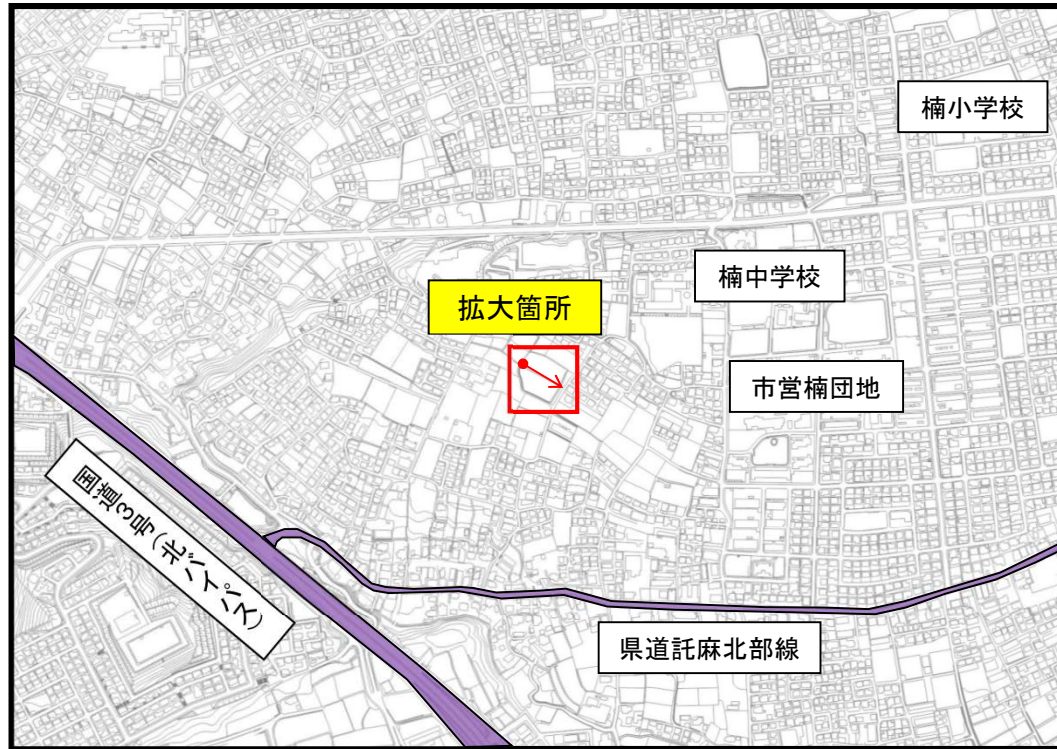 楠小学校
楠中学校
拡大箇所
市営楠団地
国道3号(北バイパス)
県道託麻北部線